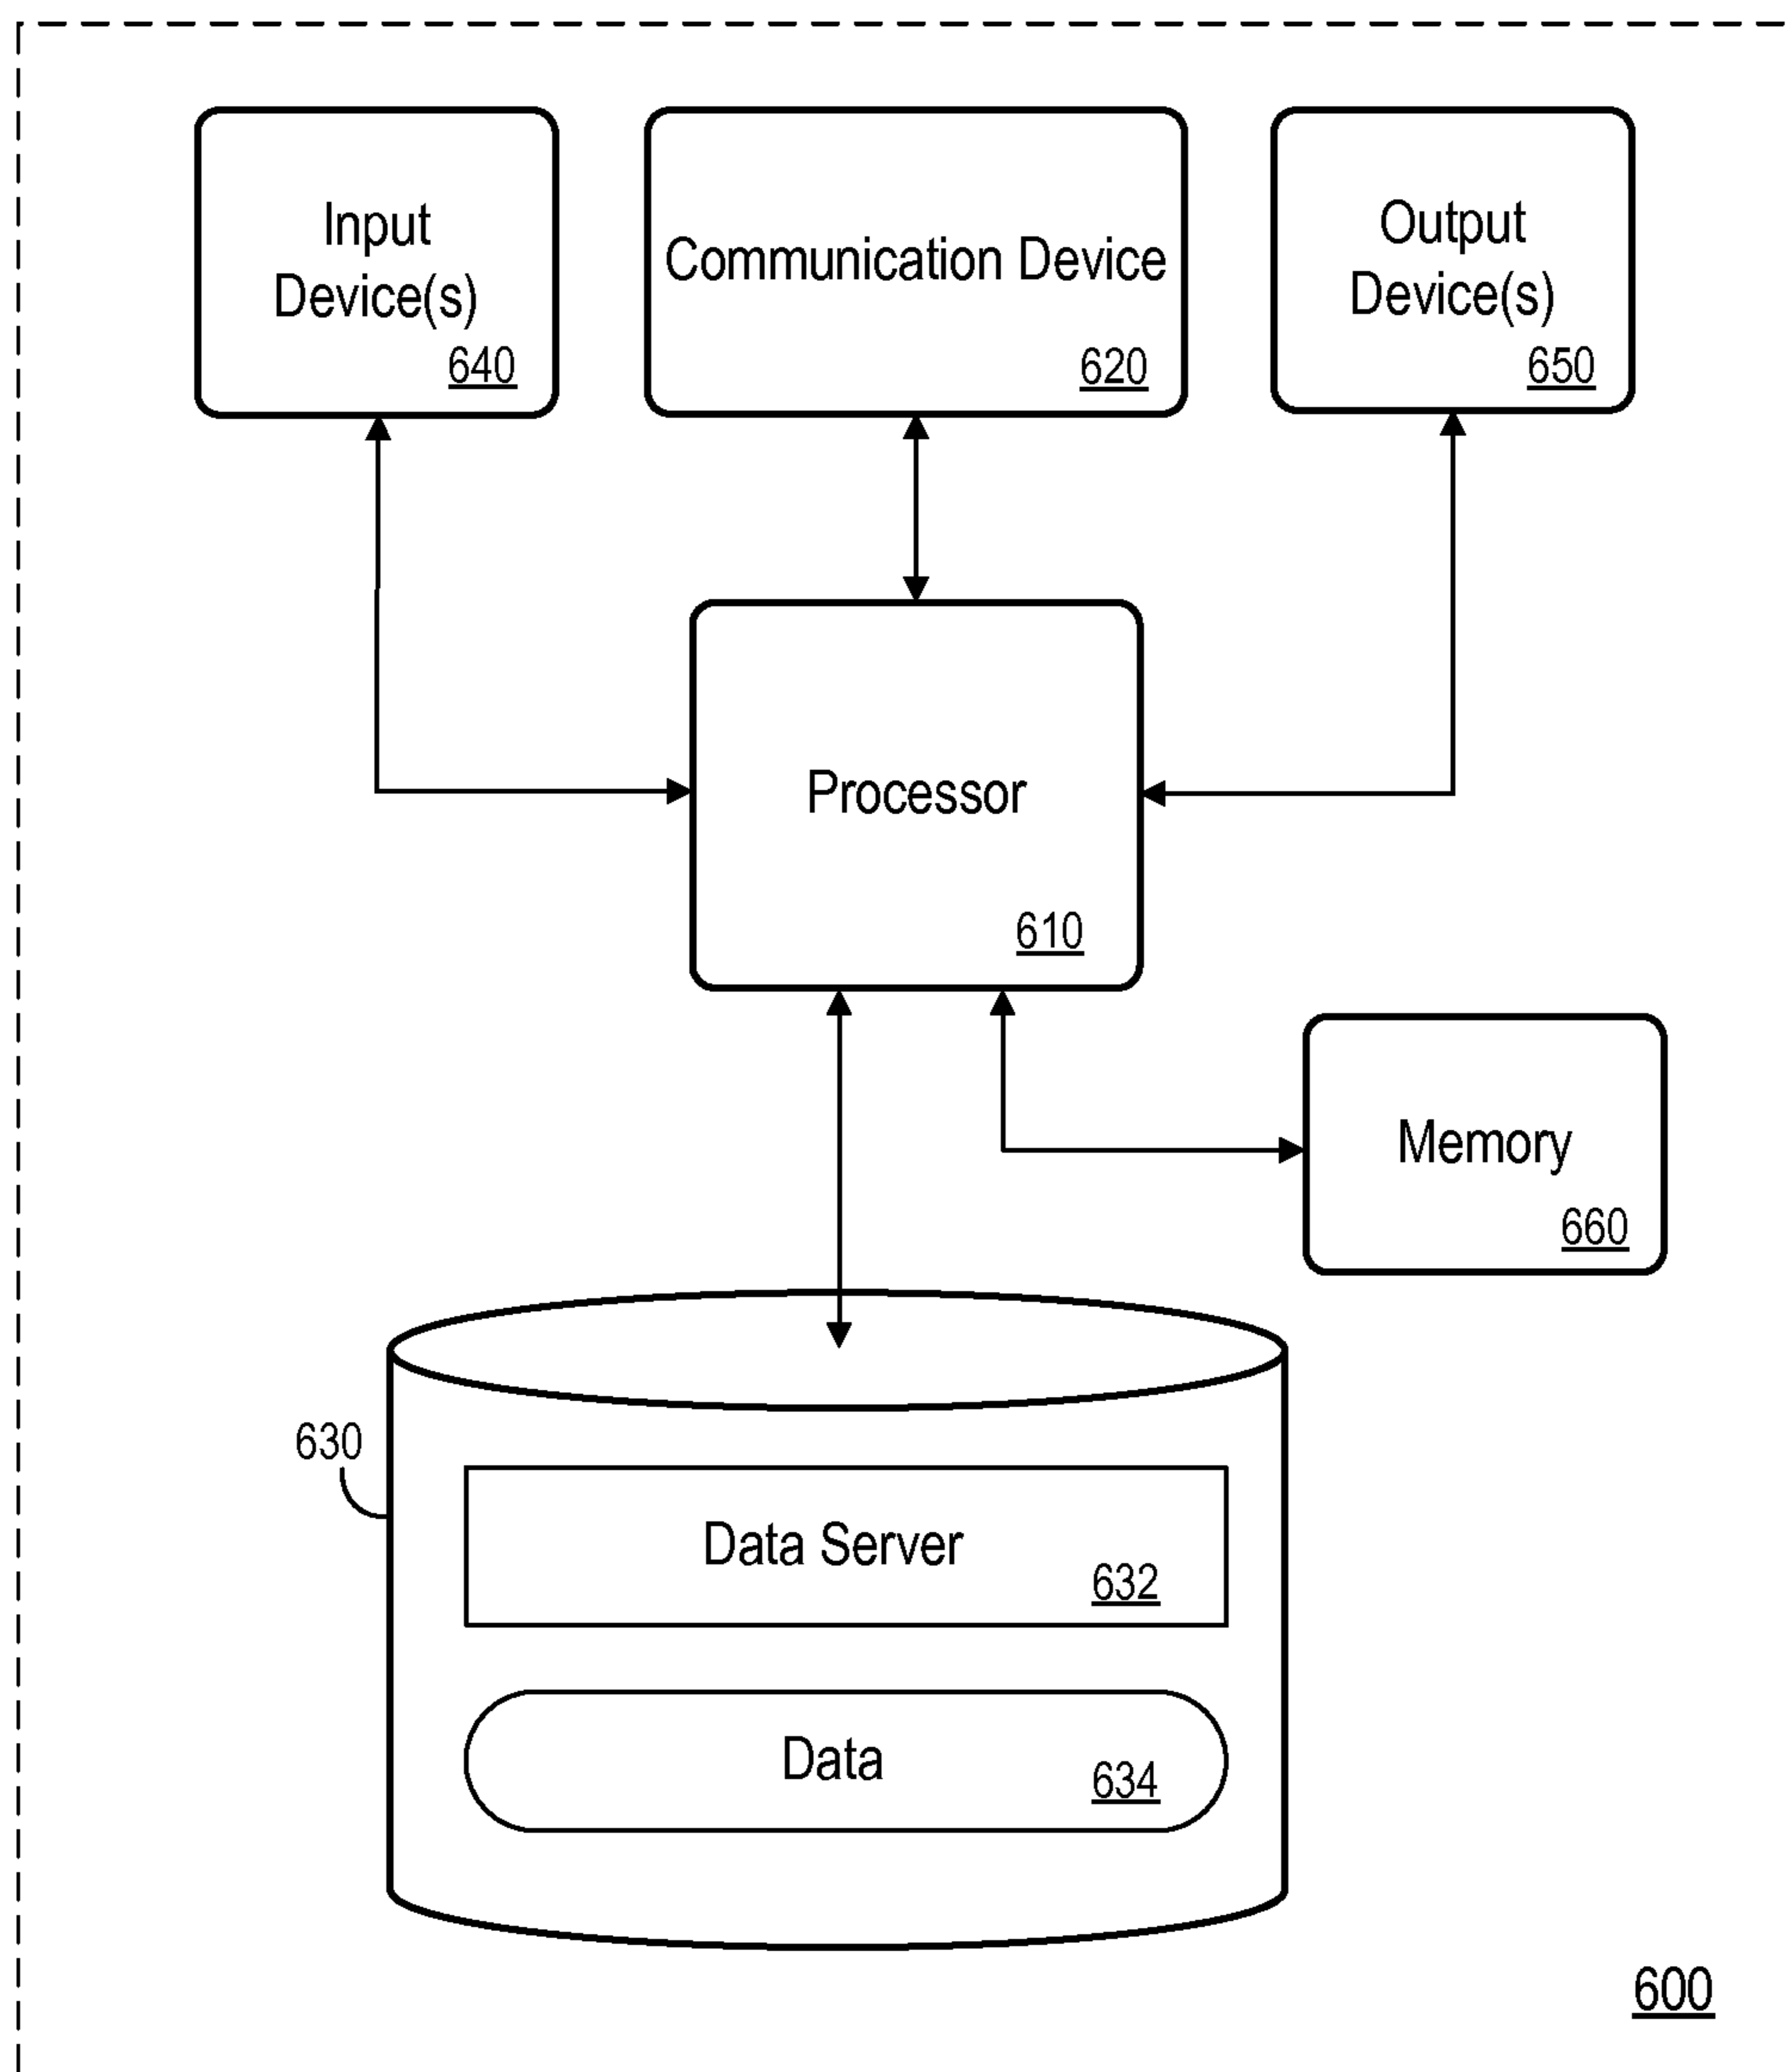 Input
Device(s)
640
Communication Device
620
Output
Device(s)
650
Processor
610
Memory
660
630
Data Server
632
Data
634
600